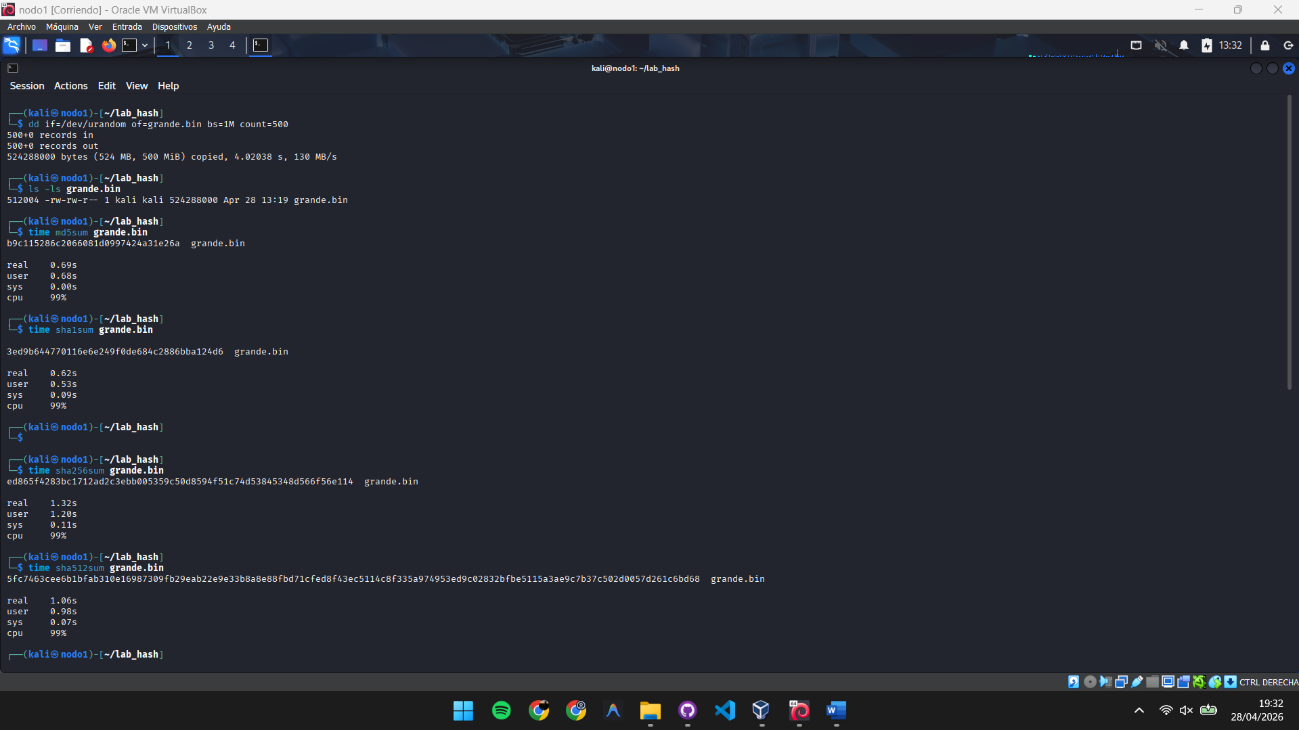 nodo1 [Corriendo] - Oracle VM VirtualBox
Archivo Máquina Ver Entrada Dispositivos Ayuda
1 2 3 4 13:32
kali@nodo1: ~/lab_hash
Session Actions Edit View Help
┌──(kali㉿nodo1)-[~/lab_hash]
└─$ dd if=/dev/urandom of=grande.bin bs=1M count=500
500+0 records in
500+0 records out
524288000 bytes (524 MB, 500 MiB) copied, 4.02038 s, 130 MB/s
┌──(kali㉿nodo1)-[~/lab_hash]
└─$ ls -ls grande.bin
512004 -rw-rw-r-- 1 kali kali 524288000 Apr 28 13:19 grande.bin
┌──(kali㉿nodo1)-[~/lab_hash]
└─$ time md5sum grande.bin
b9c115286c2066081d0997424a31e26a  grande.bin
real 0.69s
user 0.68s
sys 0.00s
cpu 99%
┌──(kali㉿nodo1)-[~/lab_hash]
└─$ time sha1sum grande.bin
3ed9b644770116e6e249f0de684c2886bba124d6  grande.bin
real 0.62s
user 0.53s
sys 0.09s
cpu 99%
┌──(kali㉿nodo1)-[~/lab_hash]
└─$
┌──(kali㉿nodo1)-[~/lab_hash]
└─$ time sha256sum grande.bin
ed865f4283bc1712ad2c3ebb005359c50d8594f51c74d53845348d566f56e114  grande.bin
real 1.32s
user 1.20s
sys 0.11s
cpu 99%
┌──(kali㉿nodo1)-[~/lab_hash]
└─$ time sha512sum grande.bin
5fc7463cee6b1bfab310e16987309fb29eab22e9e33b8a8e88fbd71cfed8f43ec5114c8f335a974953ed9c02832bfbe5115a3ae9c7b37c502d0057d261c6bd68  grande.bin
real 1.06s
user 0.98s
sys 0.07s
cpu 99%
┌──(kali㉿nodo1)-[~/lab_hash]
CTRL DERECHA
19:32
28/04/2026